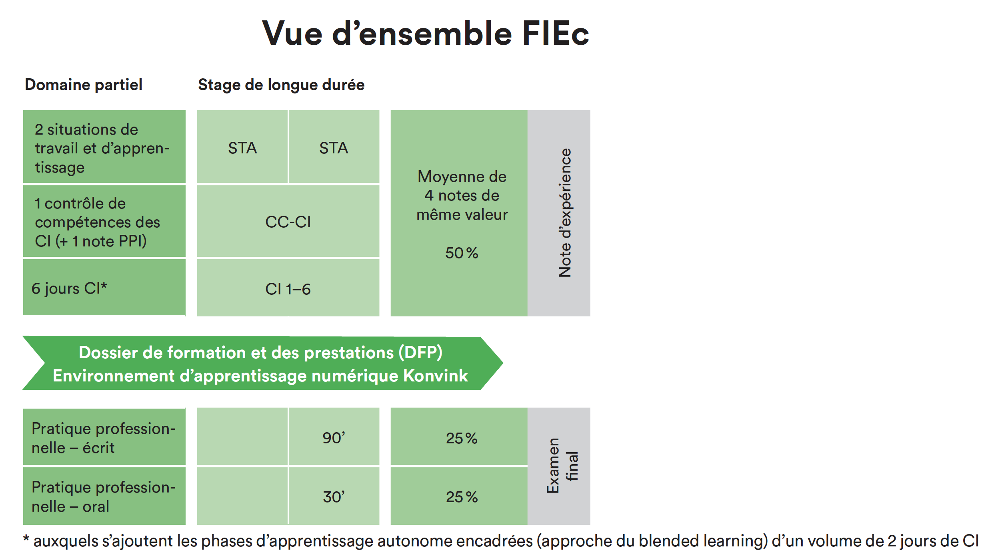 Vue d’ensemble FIEc
Domaine partiel
Stage de longue durée
2 situations de
travail et d’appren-
tissage
STA
STA
1 contrôle de
compétences des
CI (+ 1 note PPI)
CC-CI
6 jours CI*
CI 1–6
Moyenne de
4 notes de
même valeur
50 %
Note d’expérience
Dossier de formation et des prestations (DFP)
Environnement d’apprentissage numérique Konvink
Pratique profession-
nelle – écrit
90’
25 %
Pratique profession-
nelle – oral
30’
25 %
Examen
final
* auxquels s’ajoutent les phases d’apprentissage autonome encadrées (approche du blended learning) d’un volume de 2 jours de CI